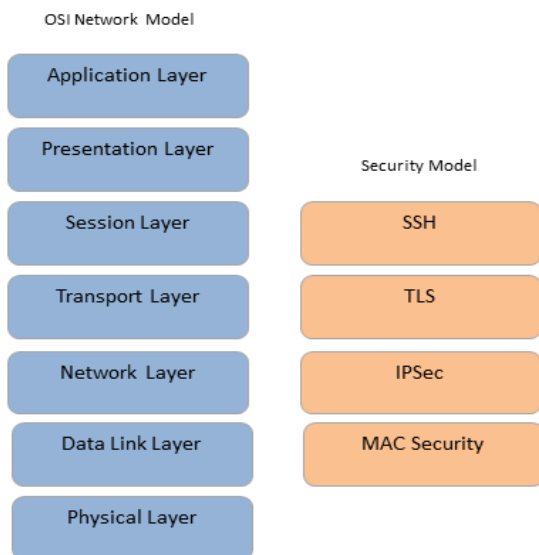 OSI Network Model
Application Layer
Presentation Layer
Session Layer
Transport Layer
Network Layer
Data Link Layer
Physical Layer
Security Model
SSH
TLS
IPSec
MAC Security